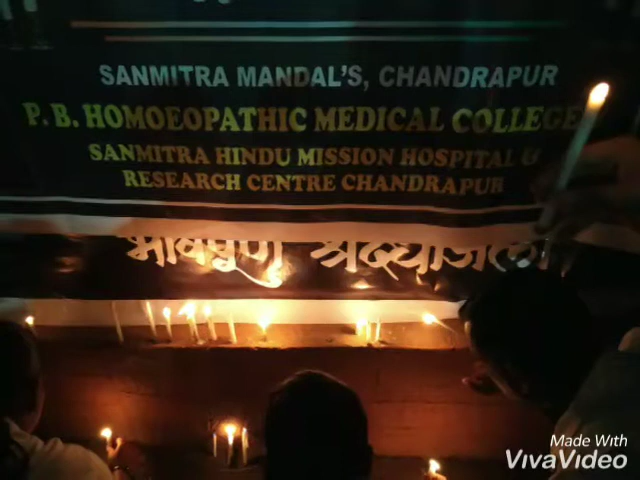 SANMITRA MANDAL'S, CHANDRAPUR
P. B. HOMOEOPATHIC MEDICAL COLLEGE
SANMITRA HINDU MISSION HOSPITAL &
RESEARCH CENTRE CHANDRAPUR
भावपुर्ण श्रद्धांजली
Made With
VivaVideo